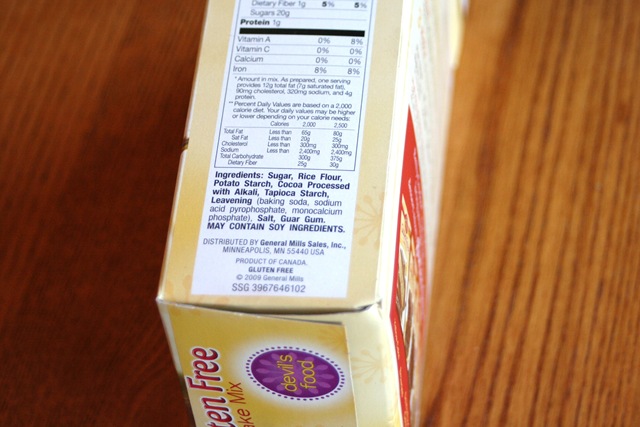 Dietary Fiber 1g 5% 5%
Sugars 20g
Protein 1g
Vitamin A 0% 8%
Vitamin C 0% 0%
Calcium 0% 0%
Iron 8% 8%
* Amount in mix. As prepared, one serving
provides 12g total fat (7g saturated fat),
90mg cholesterol, 320mg sodium, and 4g
protein.
** Percent Daily Values are based on a 2,000
calorie diet. Your daily values may be higher
or lower depending on your calorie needs:
Calories 2,000 2,500
Total Fat Less than 65g 80g
Sat Fat Less than 20g 25g
Cholesterol Less than 300mg 300mg
Sodium Less than 2,400mg 2,400mg
Total Carbohydrate 300g 375g
Dietary Fiber 25g 30g
Ingredients: Sugar, Rice Flour,
Potato Starch, Cocoa Processed
with Alkali, Tapioca Starch,
Leavening (baking soda, sodium
acid pyrophosphate, monocalcium
phosphate), Salt, Guar Gum.
MAY CONTAIN SOY INGREDIENTS.
DISTRIBUTED BY General Mills Sales, Inc.,
MINNEAPOLIS, MN 55440 USA
PRODUCT OF CANADA.
GLUTEN FREE
© 2009 General Mills
SSG 3967646102
ten Free
ake Mix
devil's
food